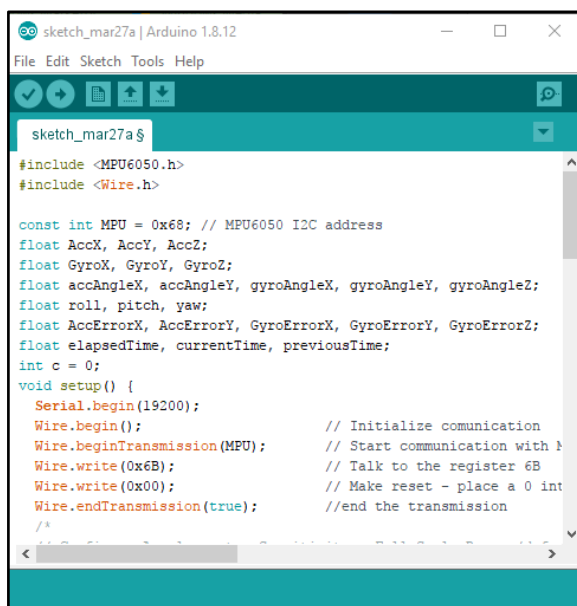 sketch_mar27a | Arduino 1.8.12
File Edit Sketch Tools Help
sketch_mar27a §
#include <MPU6050.h>
#include <Wire.h>
const int MPU = 0x68; // MPU6050 I2C address
float AccX, AccY, AccZ;
float GyroX, GyroY, GyroZ;
float accAngleX, accAngleY, gyroAngleX, gyroAngleY, gyroAngleZ;
float roll, pitch, yaw;
float AccErrorX, AccErrorY, GyroErrorX, GyroErrorY, GyroErrorZ;
float elapsedTime, currentTime, previousTime;
int c = 0;
void setup() {
Serial.begin(19200);
Wire.begin(); // Initialize comunication
Wire.beginTransmission(MPU); // Start communication with
Wire.write(0x6B); // Talk to the register 6B
Wire.write(0x00); // Make reset - place a 0 int
Wire.endTransmission(true); //end the transmission
/*